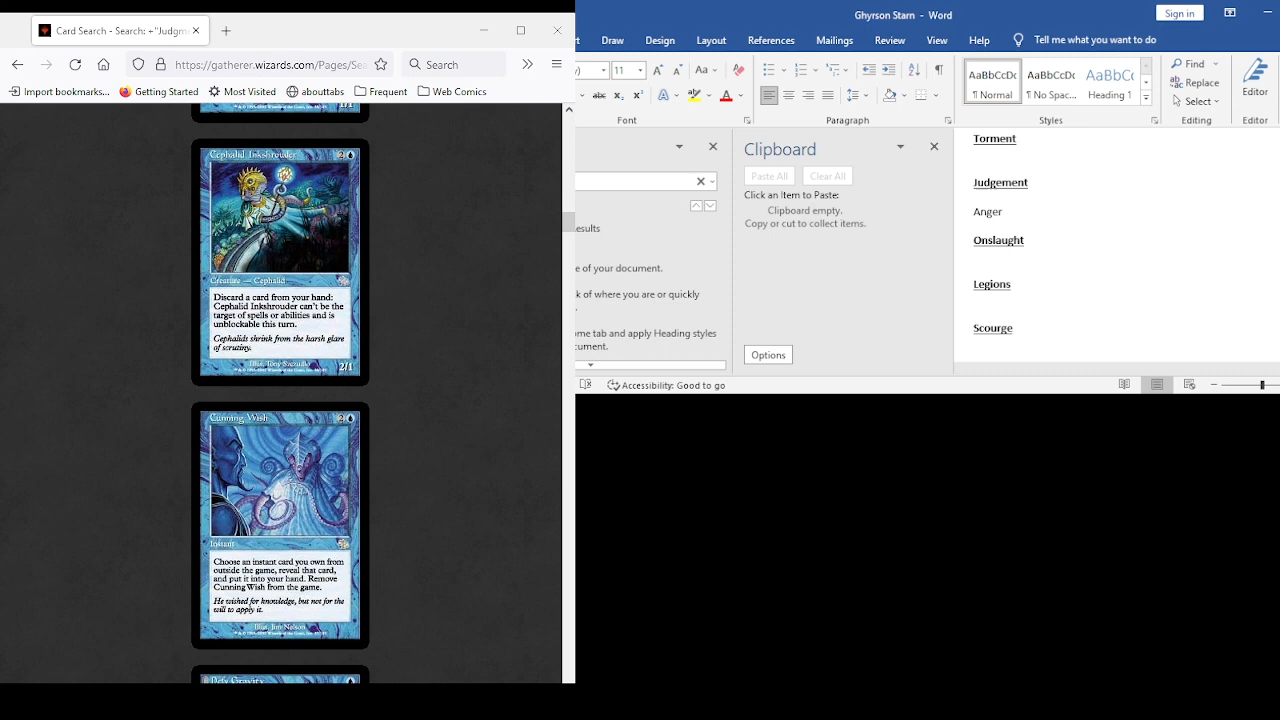 Card Search - Search: +"Judgm
https://gatherer.wizards.com/Pages/Sea
Search
Import bookmarks...
Getting Started
Most Visited
abouttabs
Frequent
Web Comics
1/1
Cephalid Inkshrouder 2
Creature — Cephalid
Discard a card from your hand:
Cephalid Inkshrouder can't be the
target of spells or abilities and is
unblockable this turn.
Cephalids shrink from the harsh glare
of scrutiny.
2/1
Cunning Wish 2
Instant
Choose an instant card you own from
outside the game, reveal that card,
and put it into your hand. Remove
Cunning Wish from the game.
He wished for knowledge, but not for the
will to apply it.
Illus. Jim Nelson
Defy Gravity
Ghyrson Starn - Word
Sign in
Draw
Design
Layout
References
Mailings
Review
View
Help
Tell me what you want to do
11
Aa
abc
x₂
x²
AaBbCcDc
AaBbCcDc
AaBbCc
¶ Normal
¶ No Spac...
Heading 1
Find
Replace
Select
Editor
Font
Paragraph
Styles
Editing
Editor
esults
e of your document.
k of where you are or quickly
ome tab and apply Heading styles
cument.
Clipboard
Paste All
Clear All
Click an Item to Paste:
Clipboard empty.
Copy or cut to collect items.
Options
Torment
Judgement
Anger
Onslaught
Legions
Scourge
Accessibility: Good to go